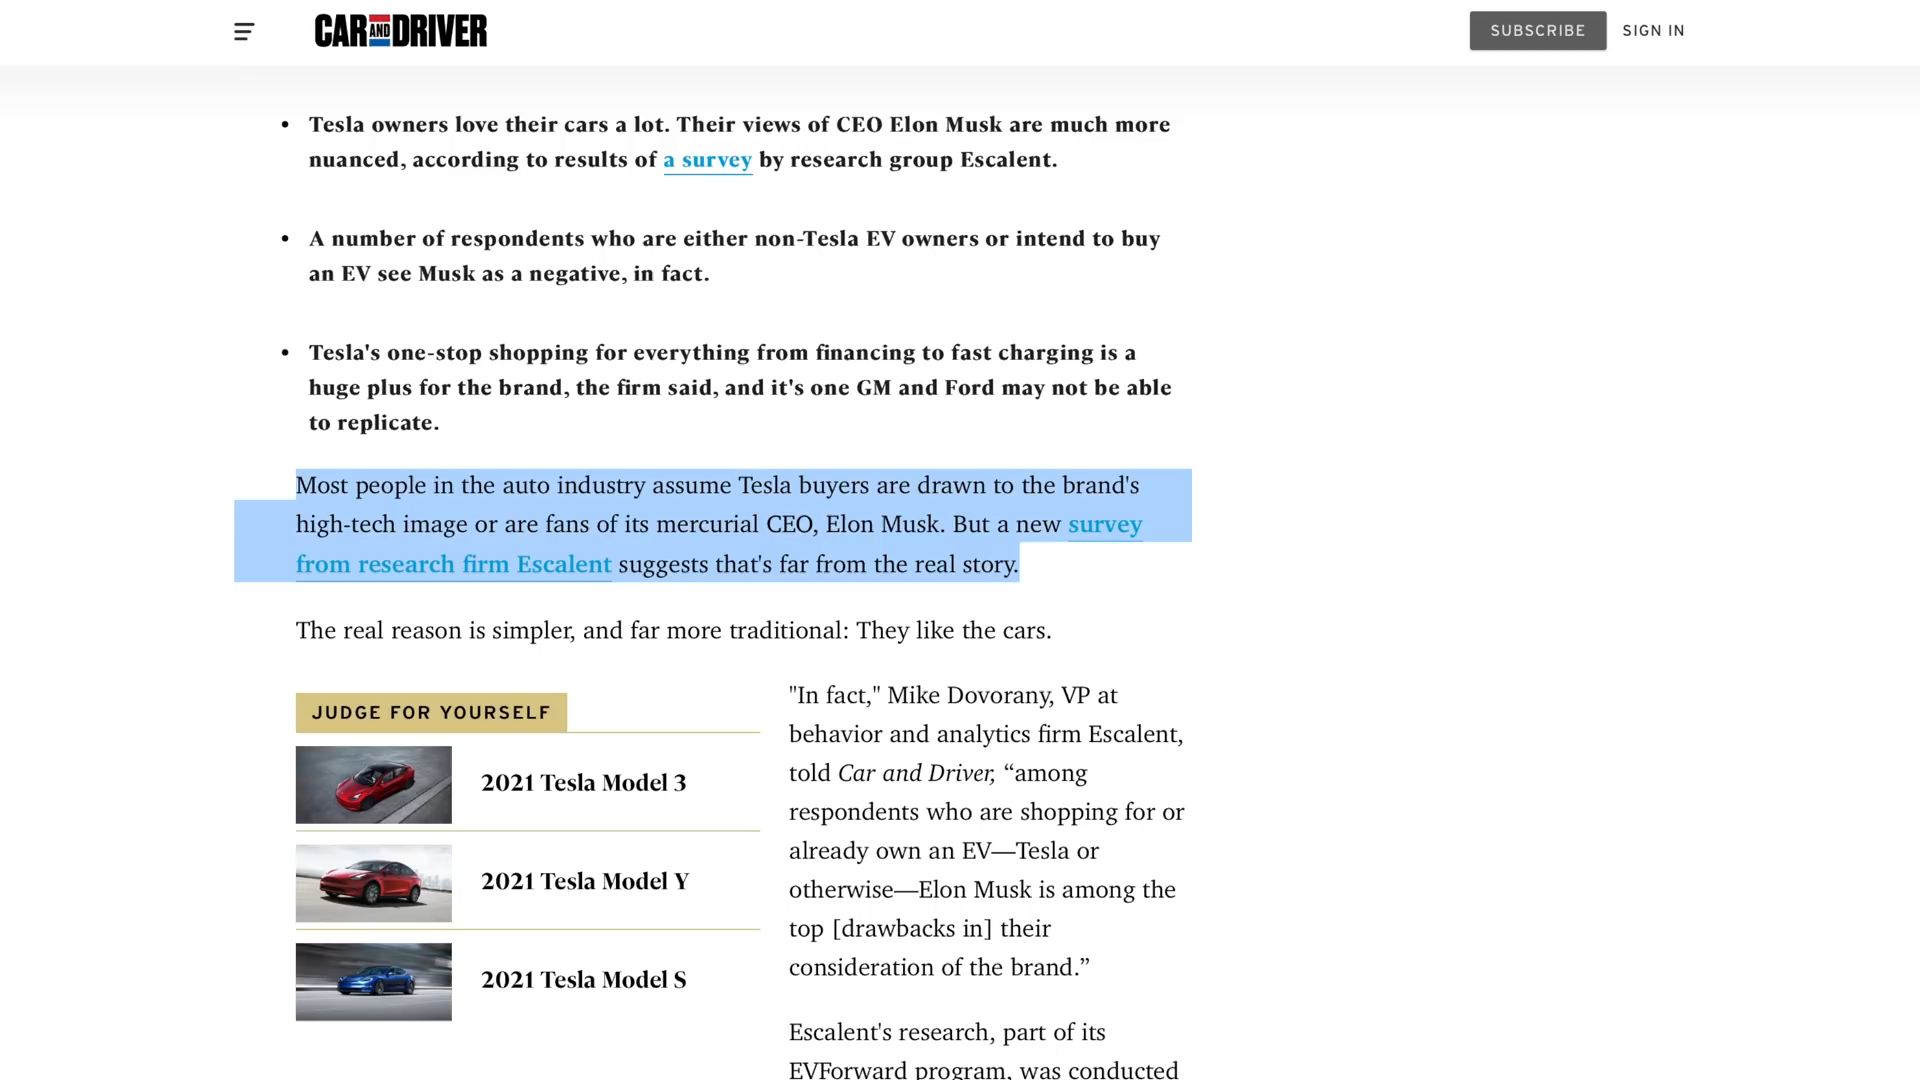 CAR AND DRIVER
SUBSCRIBE
SIGN IN
• Tesla owners love their cars a lot. Their views of CEO Elon Musk are much more
nuanced, according to results of a survey by research group Escalent.
• A number of respondents who are either non-Tesla EV owners or intend to buy
an EV see Musk as a negative, in fact.
• Tesla's one-stop shopping for everything from financing to fast charging is a
huge plus for the brand, the firm said, and it's one GM and Ford may not be able
to replicate.
Most people in the auto industry assume Tesla buyers are drawn to the brand's
high-tech image or are fans of its mercurial CEO, Elon Musk. But a new survey
from research firm Escalent suggests that's far from the real story.
The real reason is simpler, and far more traditional: They like the cars.
JUDGE FOR YOURSELF
2021 Tesla Model 3
2021 Tesla Model Y
2021 Tesla Model S
"In fact," Mike Dovorany, VP at
behavior and analytics firm Escalent,
told Car and Driver, “among
respondents who are shopping for or
already own an EV—Tesla or
otherwise—Elon Musk is among the
top [drawbacks in] their
consideration of the brand.”
Escalent's research, part of its
EVForward program, was conducted